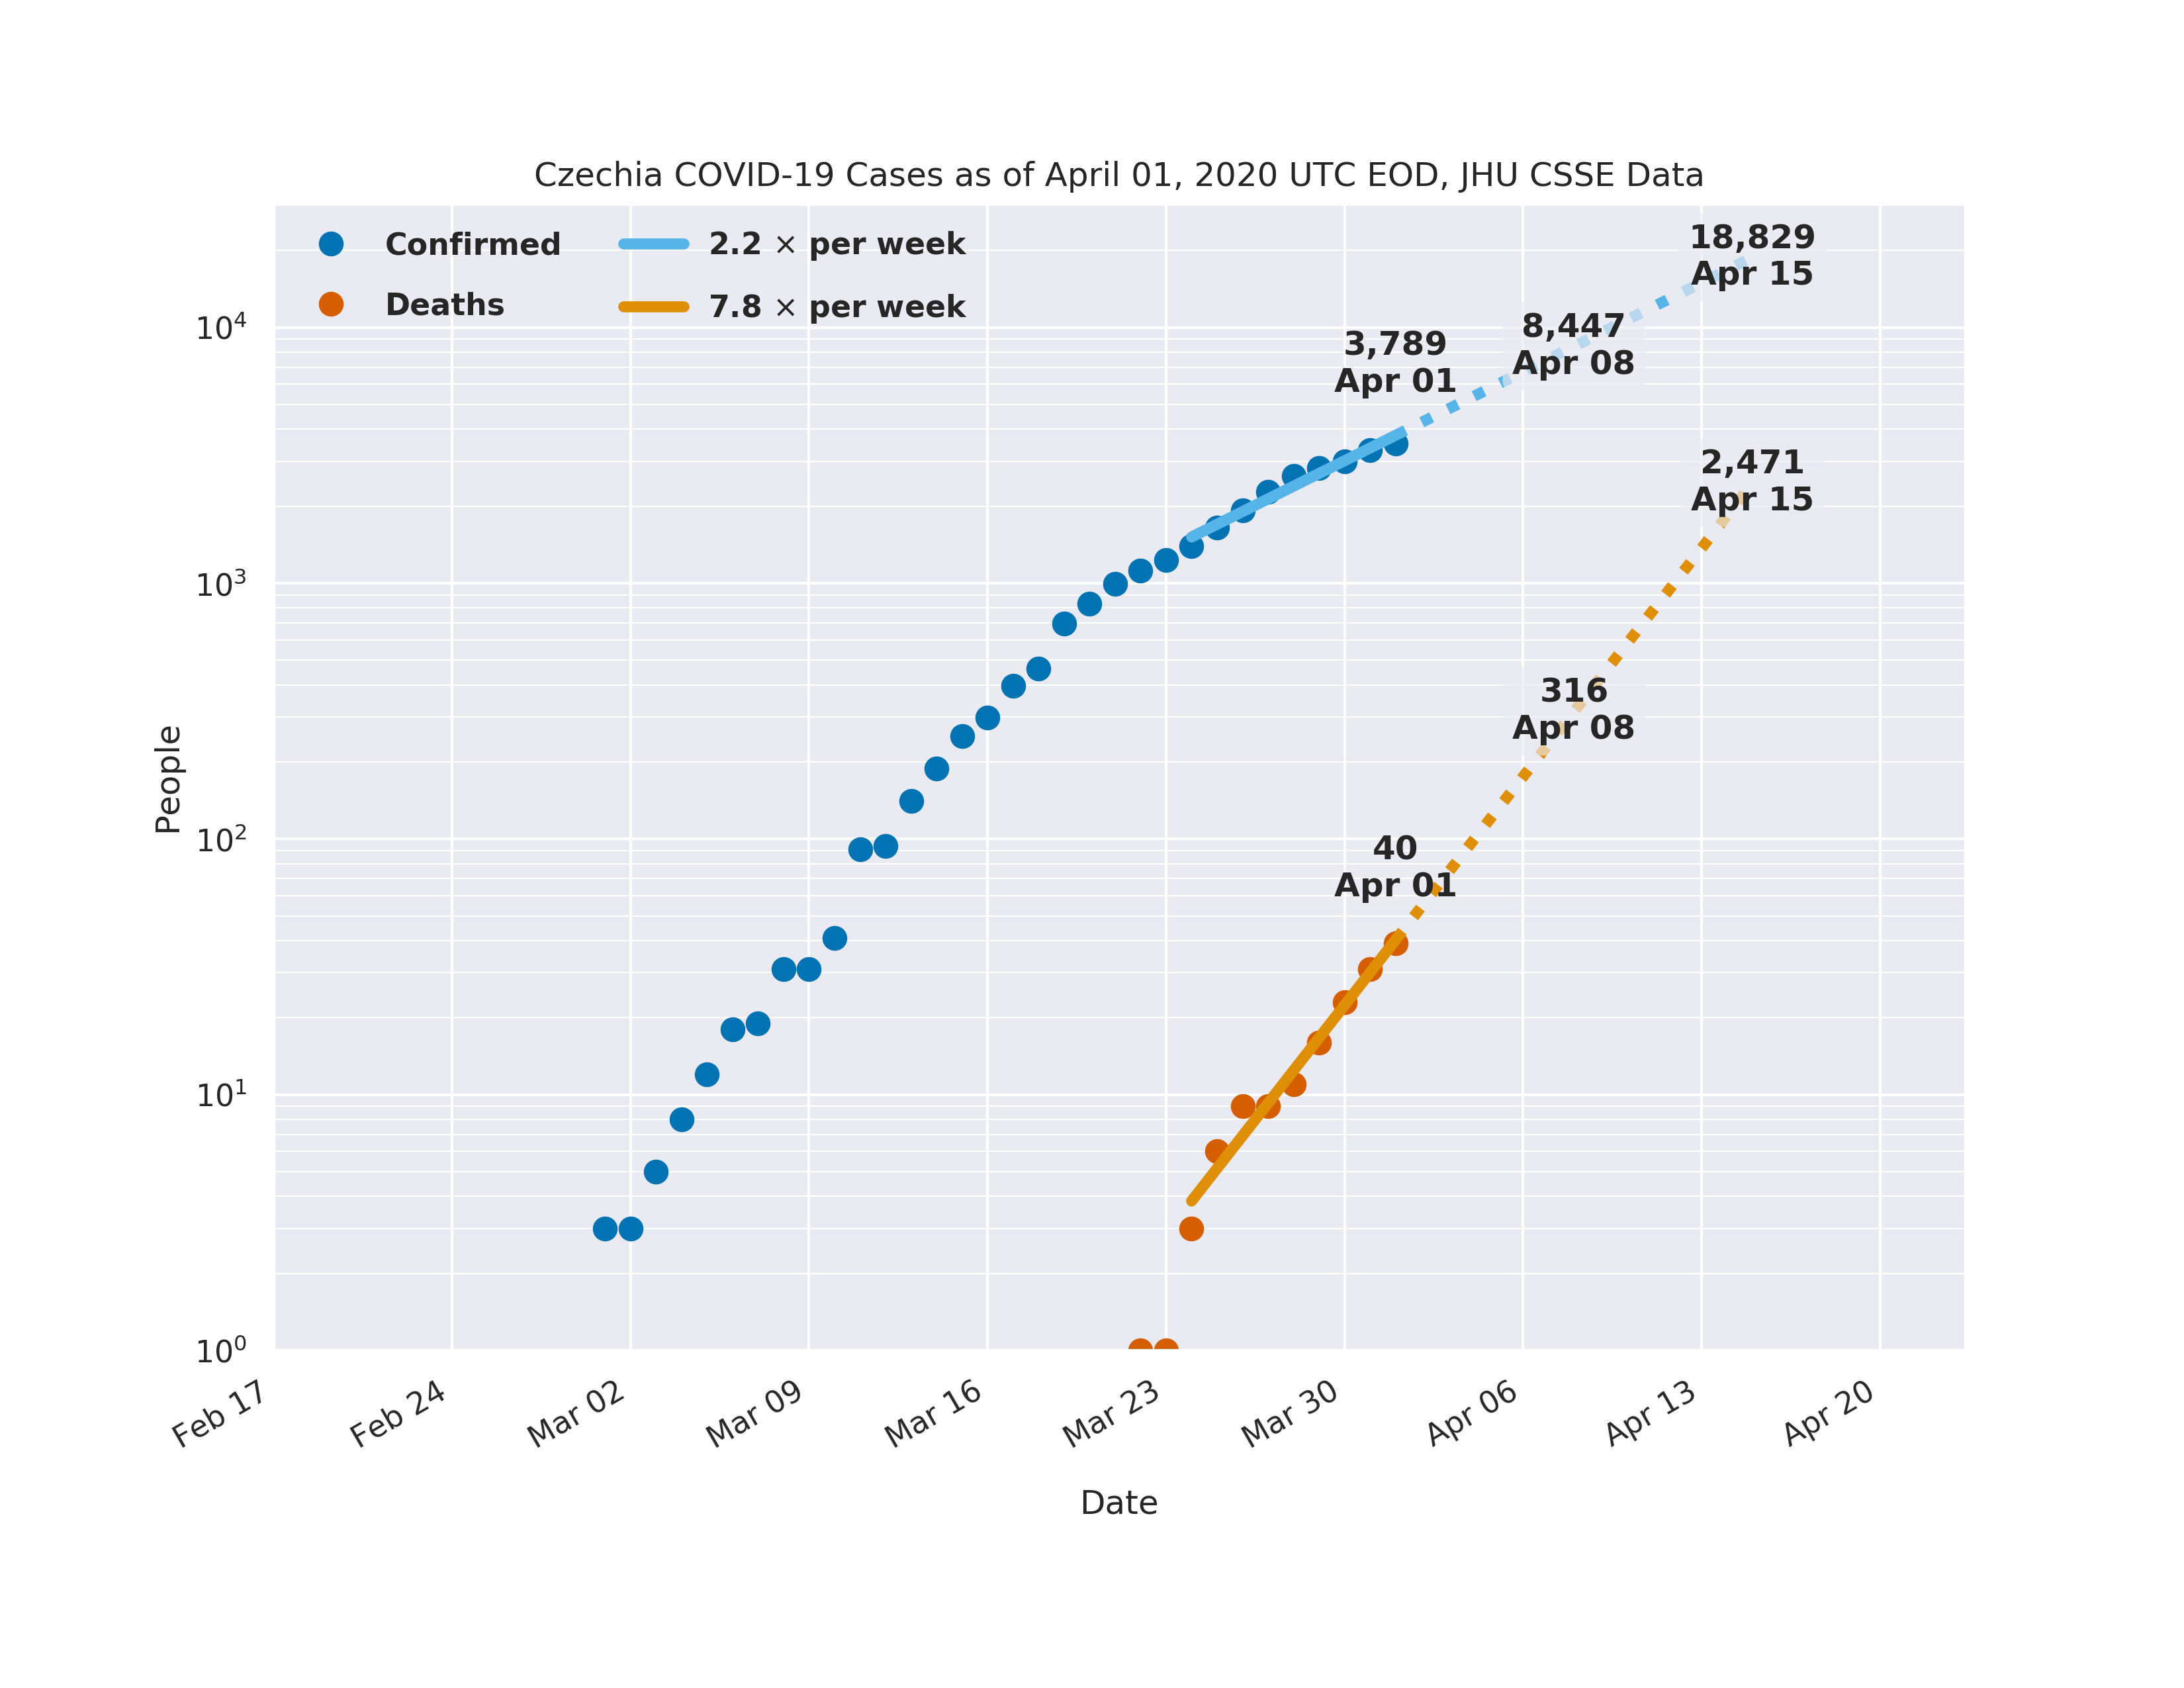 Czechia COVID-19 Cases as of April 01, 2020 UTC EOD, JHU CSSE Data
Confirmed
Deaths
2.2 × per week
7.8 × per week
18,829
Apr 15
8,447
Apr 08
3,789
Apr 01
2,471
Apr 15
316
Apr 08
40
Apr 01
People
10⁴
10³
10²
10¹
10⁰
Feb 17
Feb 24
Mar 02
Mar 09
Mar 16
Mar 23
Mar 30
Apr 06
Apr 13
Apr 20
Date